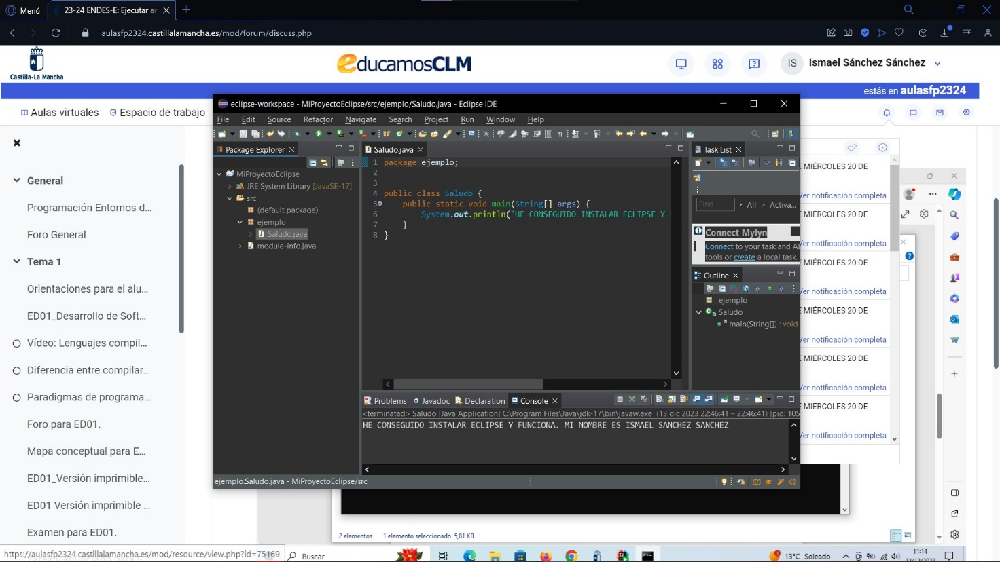 Menú
23-24 ENDES-E: Ejecutar ar
aulasfp2324.castillalamancha.es/mod/forum/discuss.php
Castilla-La Mancha
educamosCLM
IS
Ismael Sánchez Sánchez
estás en aulasfp2324
Aulas virtuales
Espacio de trabajo
General
Programación Entornos d...
Foro General
Tema 1
Orientaciones para el alu...
ED01_Desarrollo de Soft...
Vídeo: Lenguajes compil...
Diferencia entre compilar...
Paradigmas de programa...
Foro para ED01.
Mapa conceptual para E...
ED01_Versión imprimible...
ED01 Versión imprimible ...
Examen para ED01.
https://aulasfp2324.castillalamancha.es/mod/resource/view.php?id=75169
eclipse-workspace - MiProyectoEclipse/src/ejemplo/Saludo.java - Eclipse IDE
File Edit Source Refactor Navigate Search Project Run Window Help
Package Explorer
MiProyectoEclipse
JRE System Library [JavaSE-17]
src
(default package)
ejemplo
Saludo.java
module-info.java
Saludo.java
1 package ejemplo;
2
3
4 public class Saludo {
5 public static void main(String[] args) {
6 System.out.println("HE CONSEGUIDO INSTALAR ECLIPSE Y
7 }
8 }
Task List
Find
All
Activa...
Connect Mylyn
Connect to your task and Al
tools or create a local task.
Outline
ejemplo
Saludo
main(String[]) : void
Problems Javadoc Declaration Console
<terminated> Saludo [Java Application] C:\Program Files\Java\jdk-17\bin\javaw.exe (13 dic 2023 22:46:41 – 22:46:41) [pid: 105
HE CONSEGUIDO INSTALAR ECLIPSE Y FUNCIONA. MI NOMBRE ES ISMAEL SANCHEZ SANCHEZ
ejemplo.Saludo.java - MiProyectoEclipse/src
E MIÉRCOLES 20 DE
Ver notificación completa
E MIÉRCOLES 20 DE
Ver notificación completa
E MIÉRCOLES 20 DE
Ver notificación completa
E MIÉRCOLES 20 DE
Ver notificación completa
E MIÉRCOLES 20 DE
Ver notificación completa
E MIÉRCOLES 20 DE
Ver notificación completa
2 elementos
1 elemento seleccionado 5,81 KB
Buscar
13°C Soleado
11:14